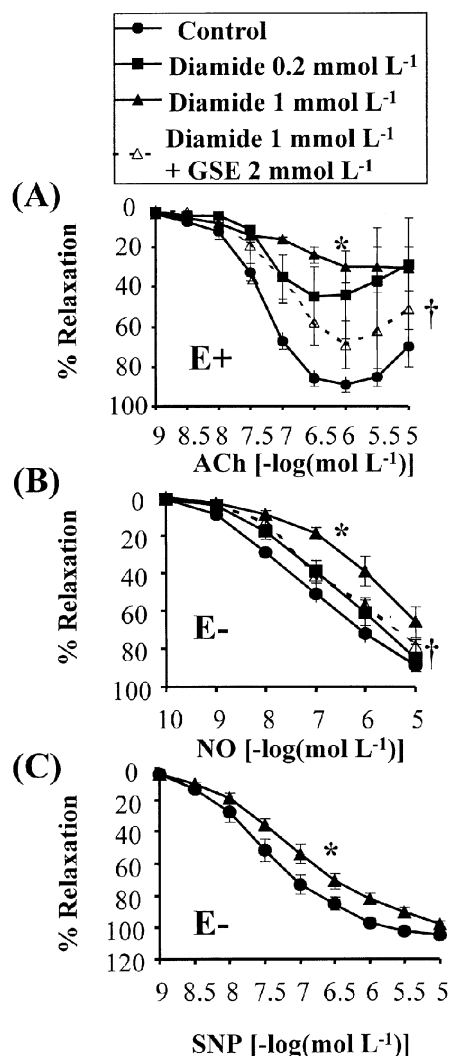 Control
Diamide 0.2 mmol L-1
Diamide 1 mmol L-1
Diamide 1 mmol L-1
+ GSE 2 mmol L-1
(A)
0
20
40
60
80
100
% Relaxation
*
†
E+
9 8.5 8 7.5 7 6.5 6 5.5 5
ACh [-log(mol L-1)]
(B)
0
20
40
60
80
100
% Relaxation
*
†
E-
10 9 8 7 6 5
NO [-log(mol L-1)]
(C)
0
20
40
60
80
100
120
% Relaxation
*
E-
9 8.5 8 7.5 7 6.5 6 5.5 5
SNP [-log(mol L-1)]